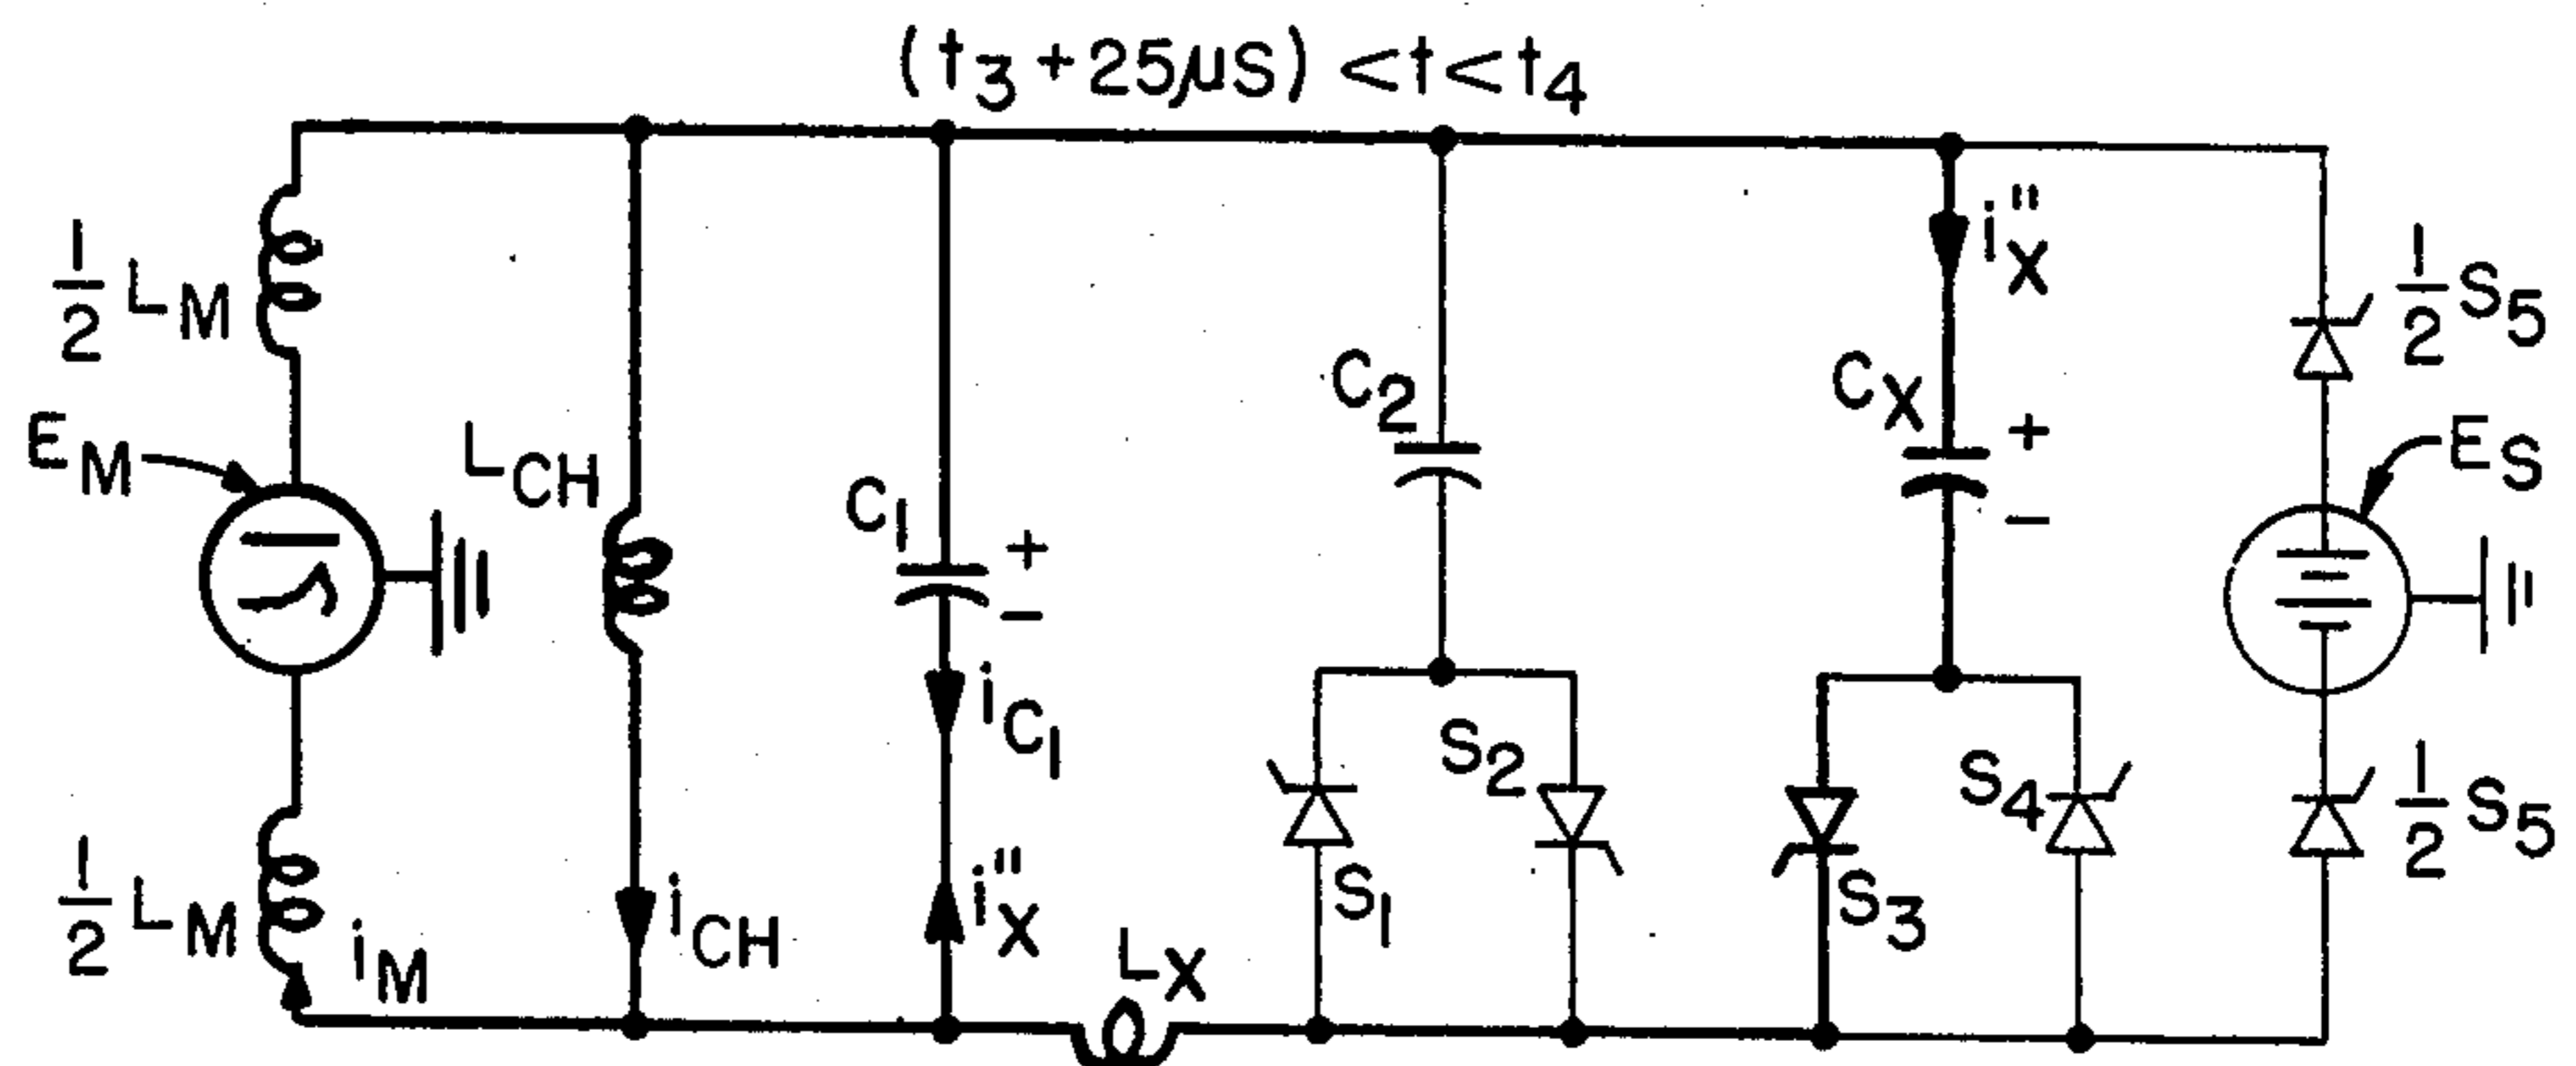 (t3 + 25μS) < t < t4
1/2 LM
EM
LCH
C1
+
−
iC1
C2
CX
+
−
i"X
1/2 S5
ES
1/2 LM
iM
iCH
i"X
LX
S1
S2
S3
S4
1/2 S5